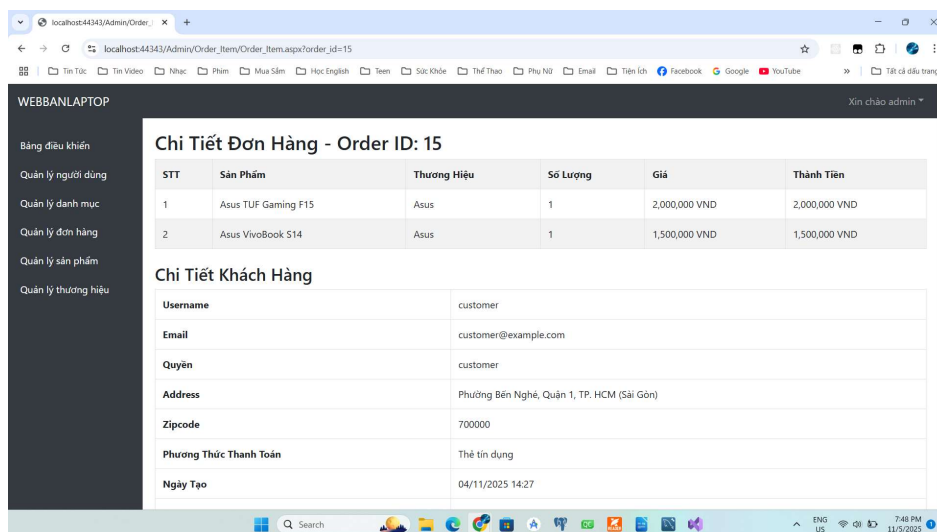 localhost:44343/Admin/Order_I
localhost:44343/Admin/Order_Item/Order_Item.aspx?order_id=15
Tin Tức Tin Video Nhạc Phim Mua Sắm Học English Teen Sức Khỏe Thể Thao Phụ Nữ Email Tiện Ích Facebook Google YouTube Tất cả dấu trang
WEBBANLAPTOP Xin chào admin
Bảng điều khiển
Quản lý người dùng
Quản lý danh mục
Quản lý đơn hàng
Quản lý sản phẩm
Quản lý thương hiệu
Chi Tiết Đơn Hàng - Order ID: 15
STT Sản Phẩm Thương Hiệu Số Lượng Giá Thành Tiền
1 Asus TUF Gaming F15 Asus 1 2,000,000 VND 2,000,000 VND
2 Asus VivoBook S14 Asus 1 1,500,000 VND 1,500,000 VND
Chi Tiết Khách Hàng
Username customer
Email customer@example.com
Quyền customer
Address Phường Bến Nghé, Quận 1, TP. HCM (Sài Gòn)
Zipcode 700000
Phương Thức Thanh Toán Thẻ tín dụng
Ngày Tạo 04/11/2025 14:27
Search
ENG
US
7:48 PM
11/5/2025